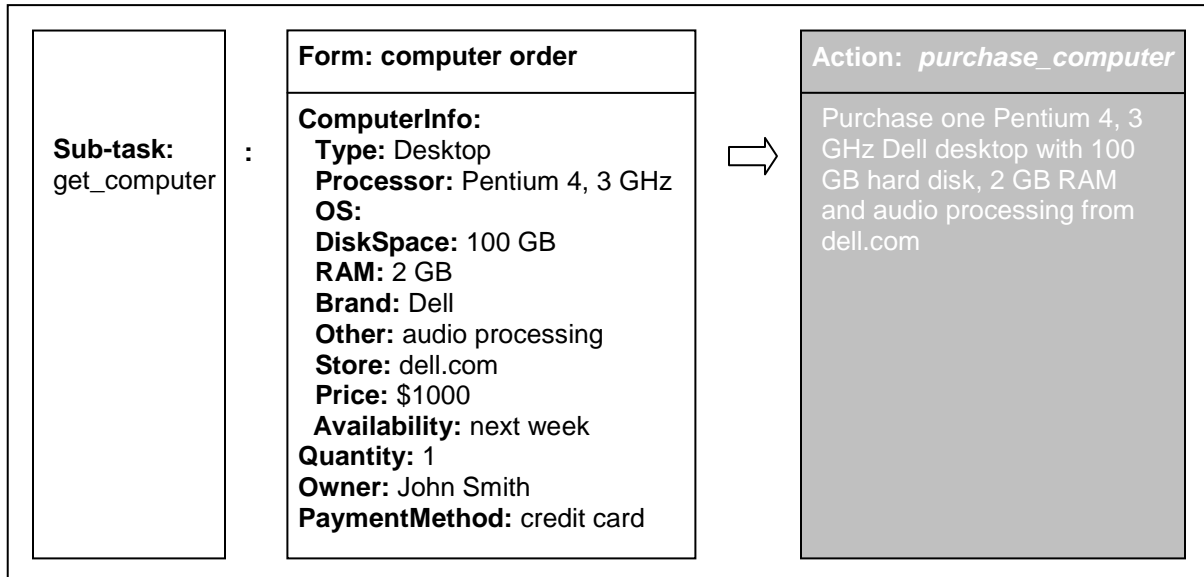 Sub-task:
get_computer
:
Form: computer order
ComputerInfo:
Type: Desktop
Processor: Pentium 4, 3 GHz
OS:
DiskSpace: 100 GB
RAM: 2 GB
Brand: Dell
Other: audio processing
Store: dell.com
Price: $1000
Availability: next week
Quantity: 1
Owner: John Smith
PaymentMethod: credit card
Action: purchase_computer
Purchase one Pentium 4, 3
GHz Dell desktop with 100
GB hard disk, 2 GB RAM
and audio processing from
dell.com